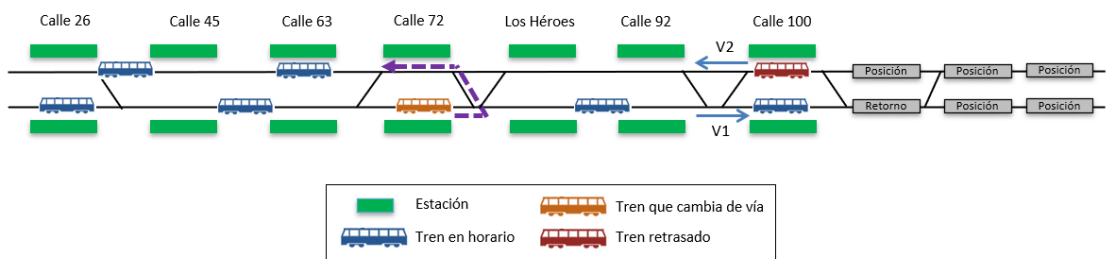 Calle 26
Calle 45
Calle 63
Calle 72
Los Héroes
Calle 92
Calle 100
V2
Posición
Posición
Posición
Retorno
Posición
Posición
V1
Estación
Tren que cambia de vía
Tren en horario
Tren retrasado